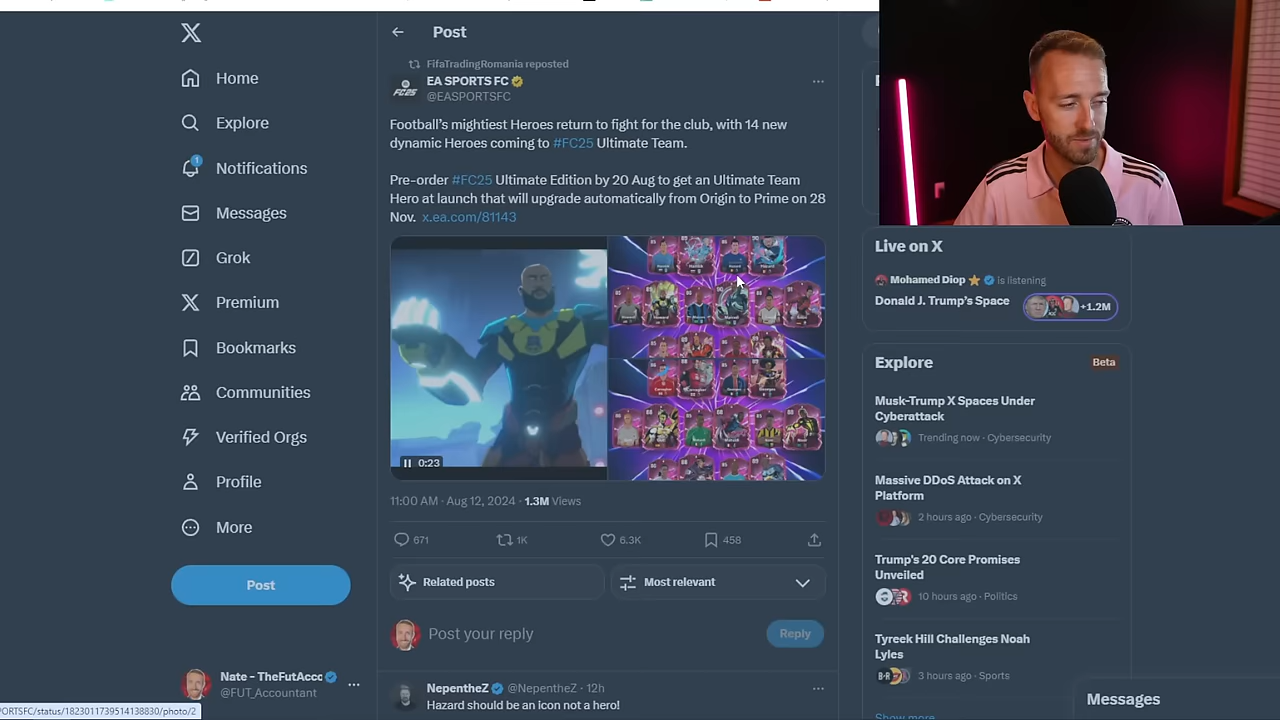 Post
FifaTradingRomania reposted
EA SPORTS FC
@EASPORTSFC
Football's mightiest Heroes return to fight for the club, with 14 new
dynamic Heroes coming to #FC25 Ultimate Team.
Pre-order #FC25 Ultimate Edition by 20 Aug to get an Ultimate Team
Hero at launch that will upgrade automatically from Origin to Prime on 28
Nov. x.ea.com/81143
0:23
11:00 AM · Aug 12, 2024 · 1.3M Views
671
1K
6.3K
458
Related posts
Most relevant
Post your reply
Reply
NepentheZ @NepentheZ · 12h
Hazard should be an icon not a hero!
Home
Explore
1
Notifications
Messages
Grok
Premium
Bookmarks
Communities
Verified Orgs
Profile
More
Post
Nate - TheFutAcc
@FUT_Accountant
PORTSFC/status/1823011739514138830/photo/2
Live on X
Mohamed Diop is listening
Donald J. Trump's Space
+1.2M
Explore
Beta
Musk-Trump X Spaces Under
Cyberattack
Trending now · Cybersecurity
Massive DDoS Attack on X
Platform
2 hours ago · Cybersecurity
Trump's 20 Core Promises
Unveiled
10 hours ago · Politics
Tyreek Hill Challenges Noah
Lyles
3 hours ago · Sports
Show more
Messages